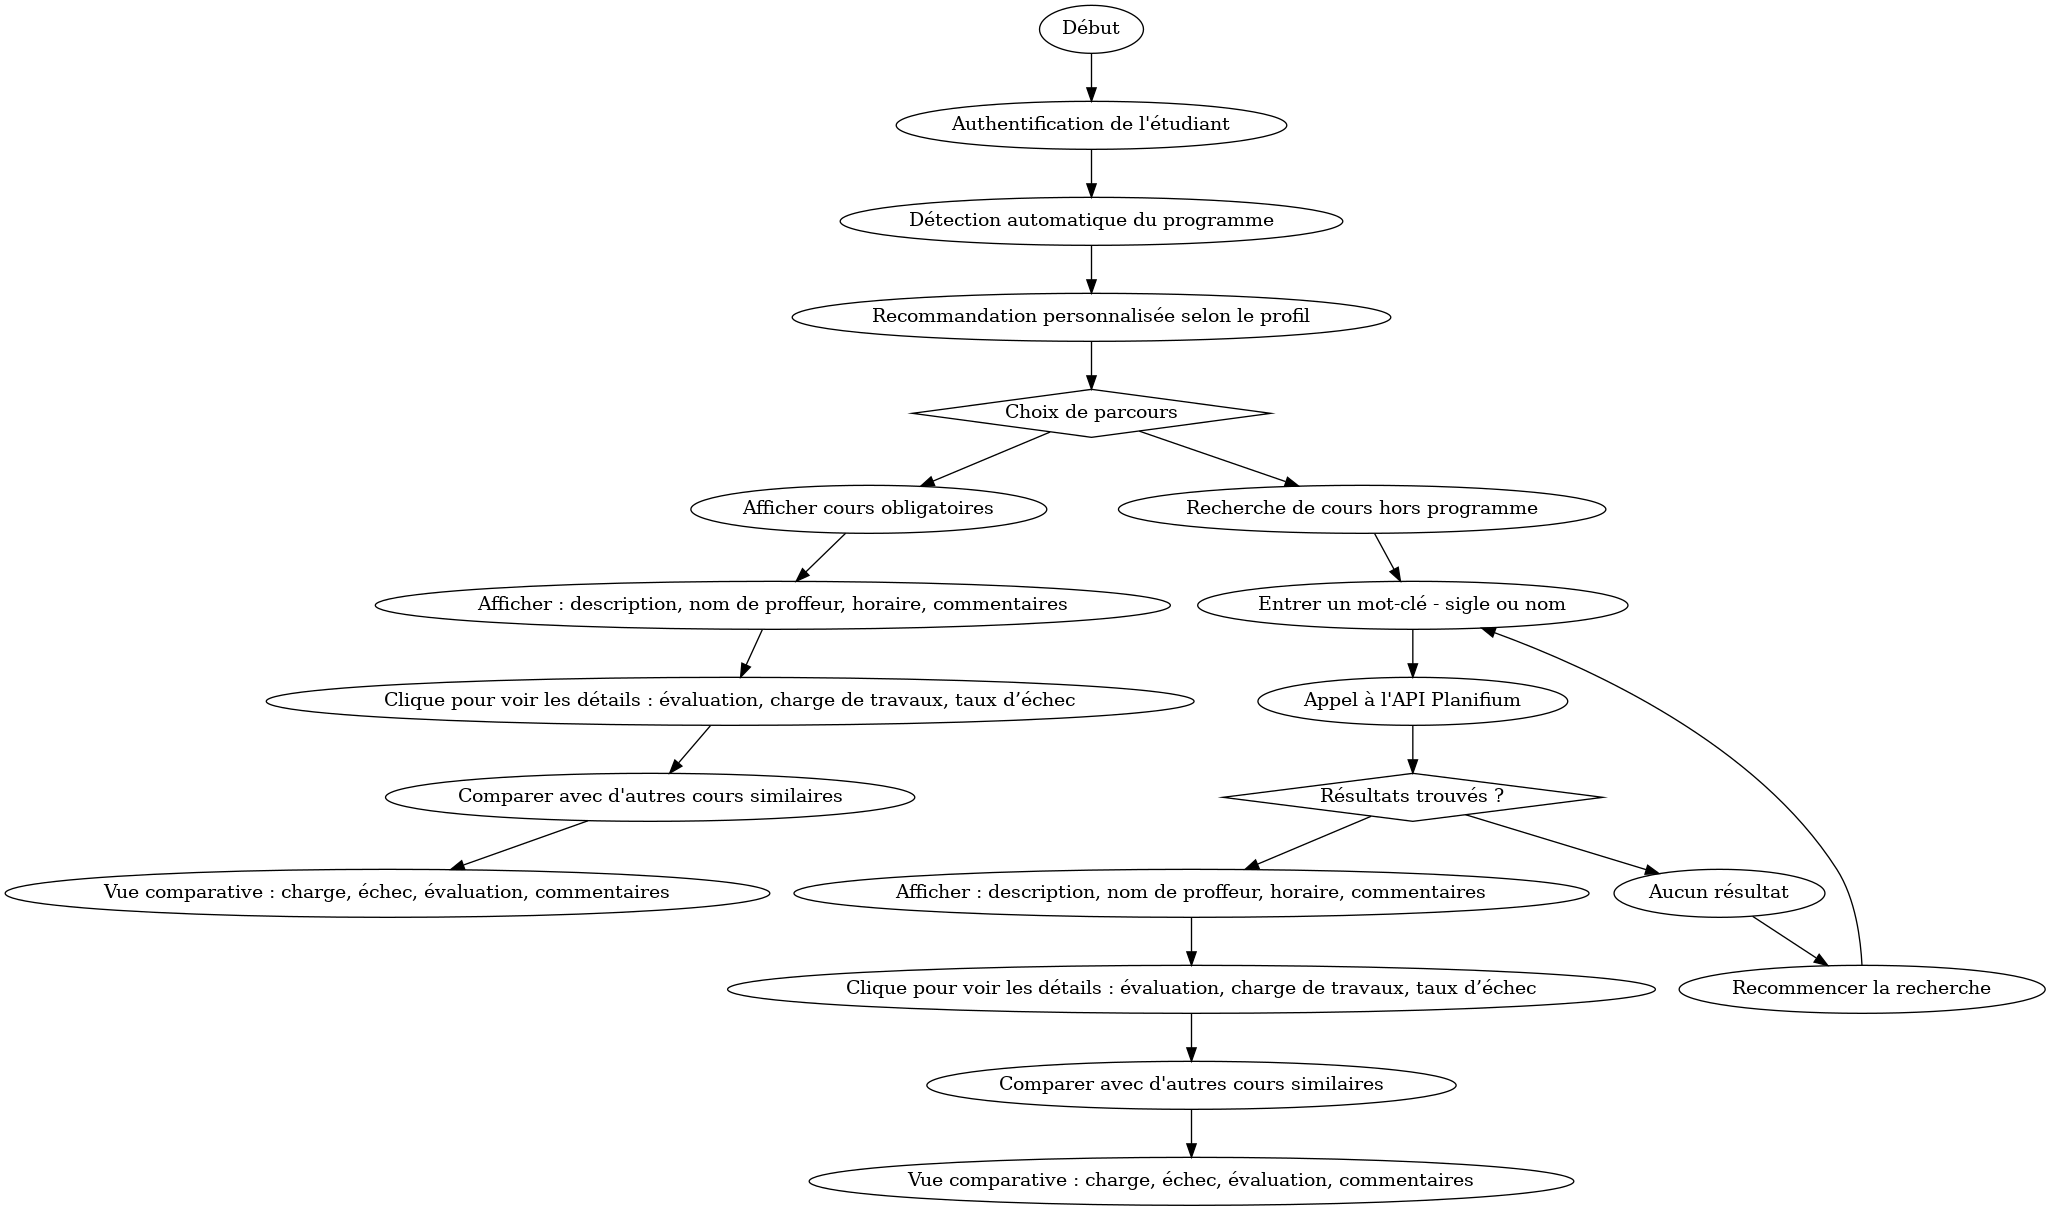 Début
Authentification de l'étudiant
Détection automatique du programme
Recommandation personnalisée selon le profil
Choix de parcours
Afficher cours obligatoires
Recherche de cours hors programme
Afficher : description, nom de proffeur, horaire, commentaires
Entrer un mot-clé - sigle ou nom
Clique pour voir les détails : évaluation, charge de travaux, taux d’échec
Appel à l'API Planifium
Comparer avec d'autres cours similaires
Résultats trouvés ?
Vue comparative : charge, échec, évaluation, commentaires
Afficher : description, nom de proffeur, horaire, commentaires
Aucun résultat
Clique pour voir les détails : évaluation, charge de travaux, taux d’échec
Recommencer la recherche
Comparer avec d'autres cours similaires
Vue comparative : charge, échec, évaluation, commentaires